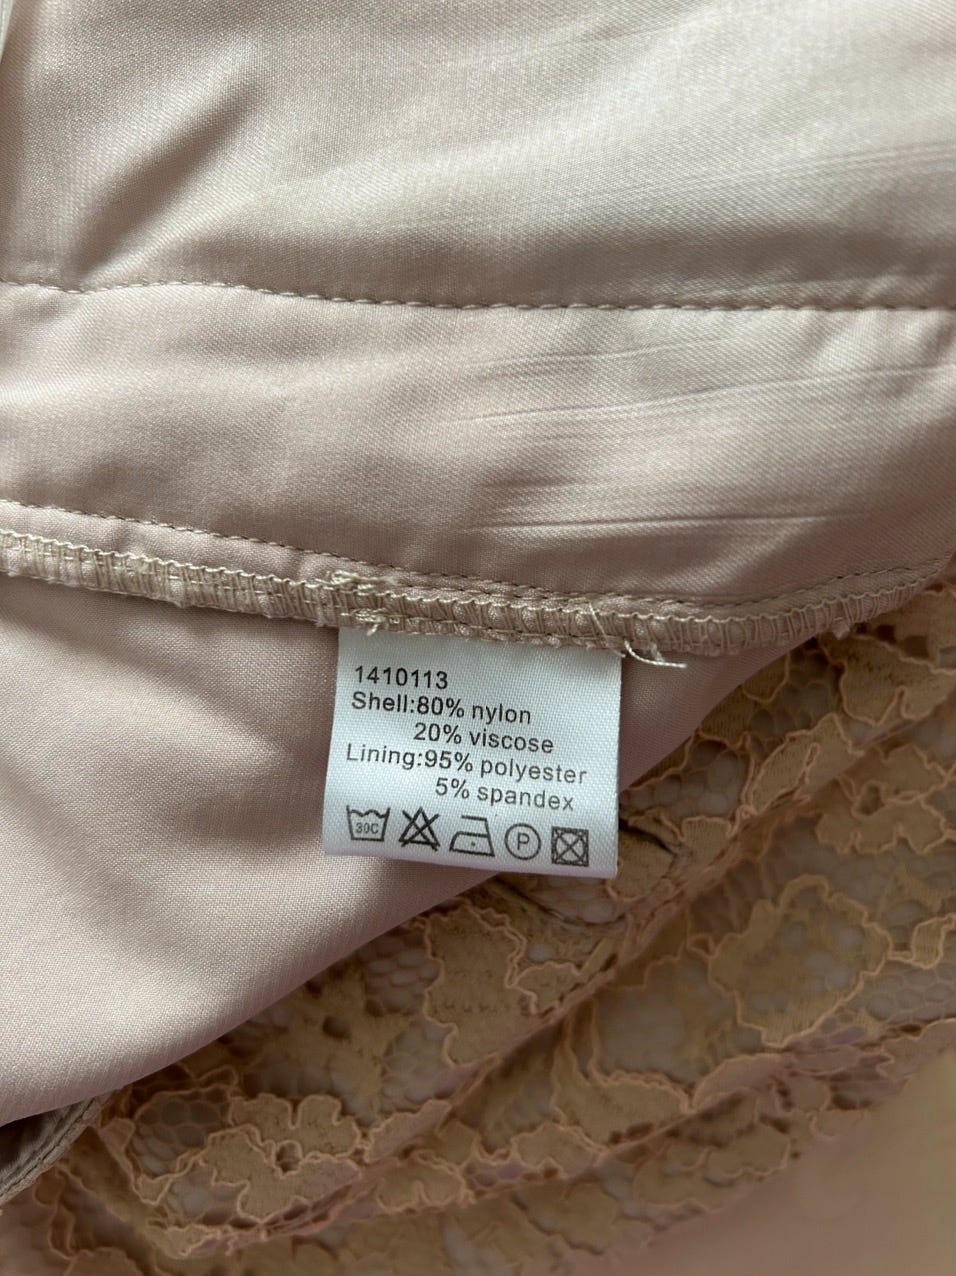 1410113
Shell:80% nylon
20% viscose
Lining:95% polyester
5% spandex
30C P